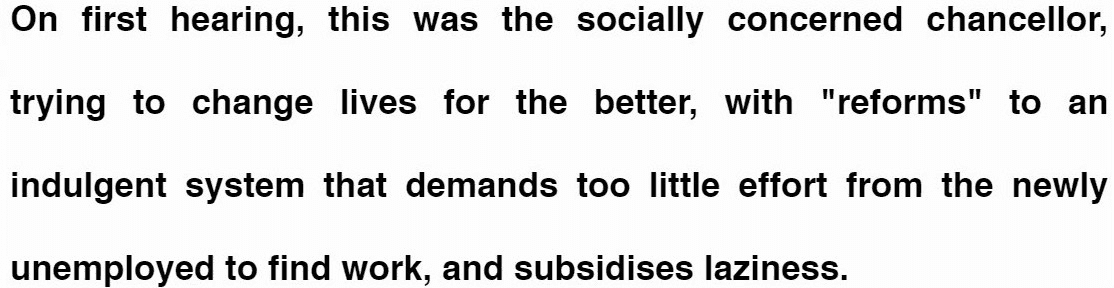 On first hearing, this was the socially concerned chancellor,
trying to change lives for the better, with "reforms" to an
indulgent system that demands too little effort from the newly
unemployed to find work, and subsidises laziness.